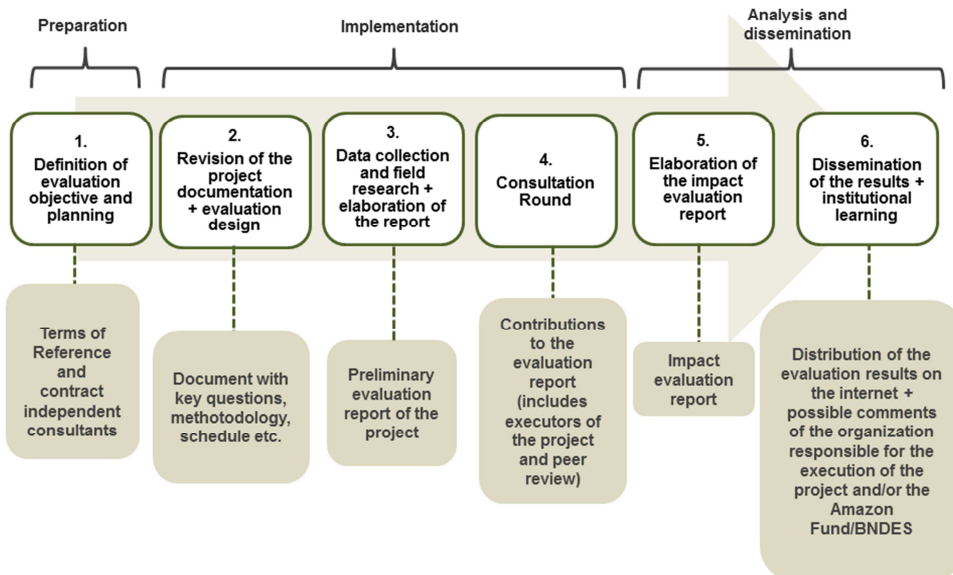 Preparation
Implementation
Analysis and
dissemination
1.
Definition of
evaluation
objective and
planning
2.
Revision of the
project
documentation
+ evaluation
design
3.
Data collection
and field
research +
elaboration of
the report
4.
Consultation
Round
5.
Elaboration of
the impact
evaluation
report
6.
Dissemination
of the results +
institutional
learning
Terms of
Reference
and
contract
independent
consultants
Document with
key questions,
methotodology,
schedule etc.
Preliminary
evaluation
report of the
project
Contributions
to the
evaluation
report
(includes
executors of
the project
and peer
review)
Impact
evaluation
report
Distribution of the
evaluation results on
the internet +
possible comments
of the organization
responsible for the
execution of the
project and/or the
Amazon
Fund/BNDES